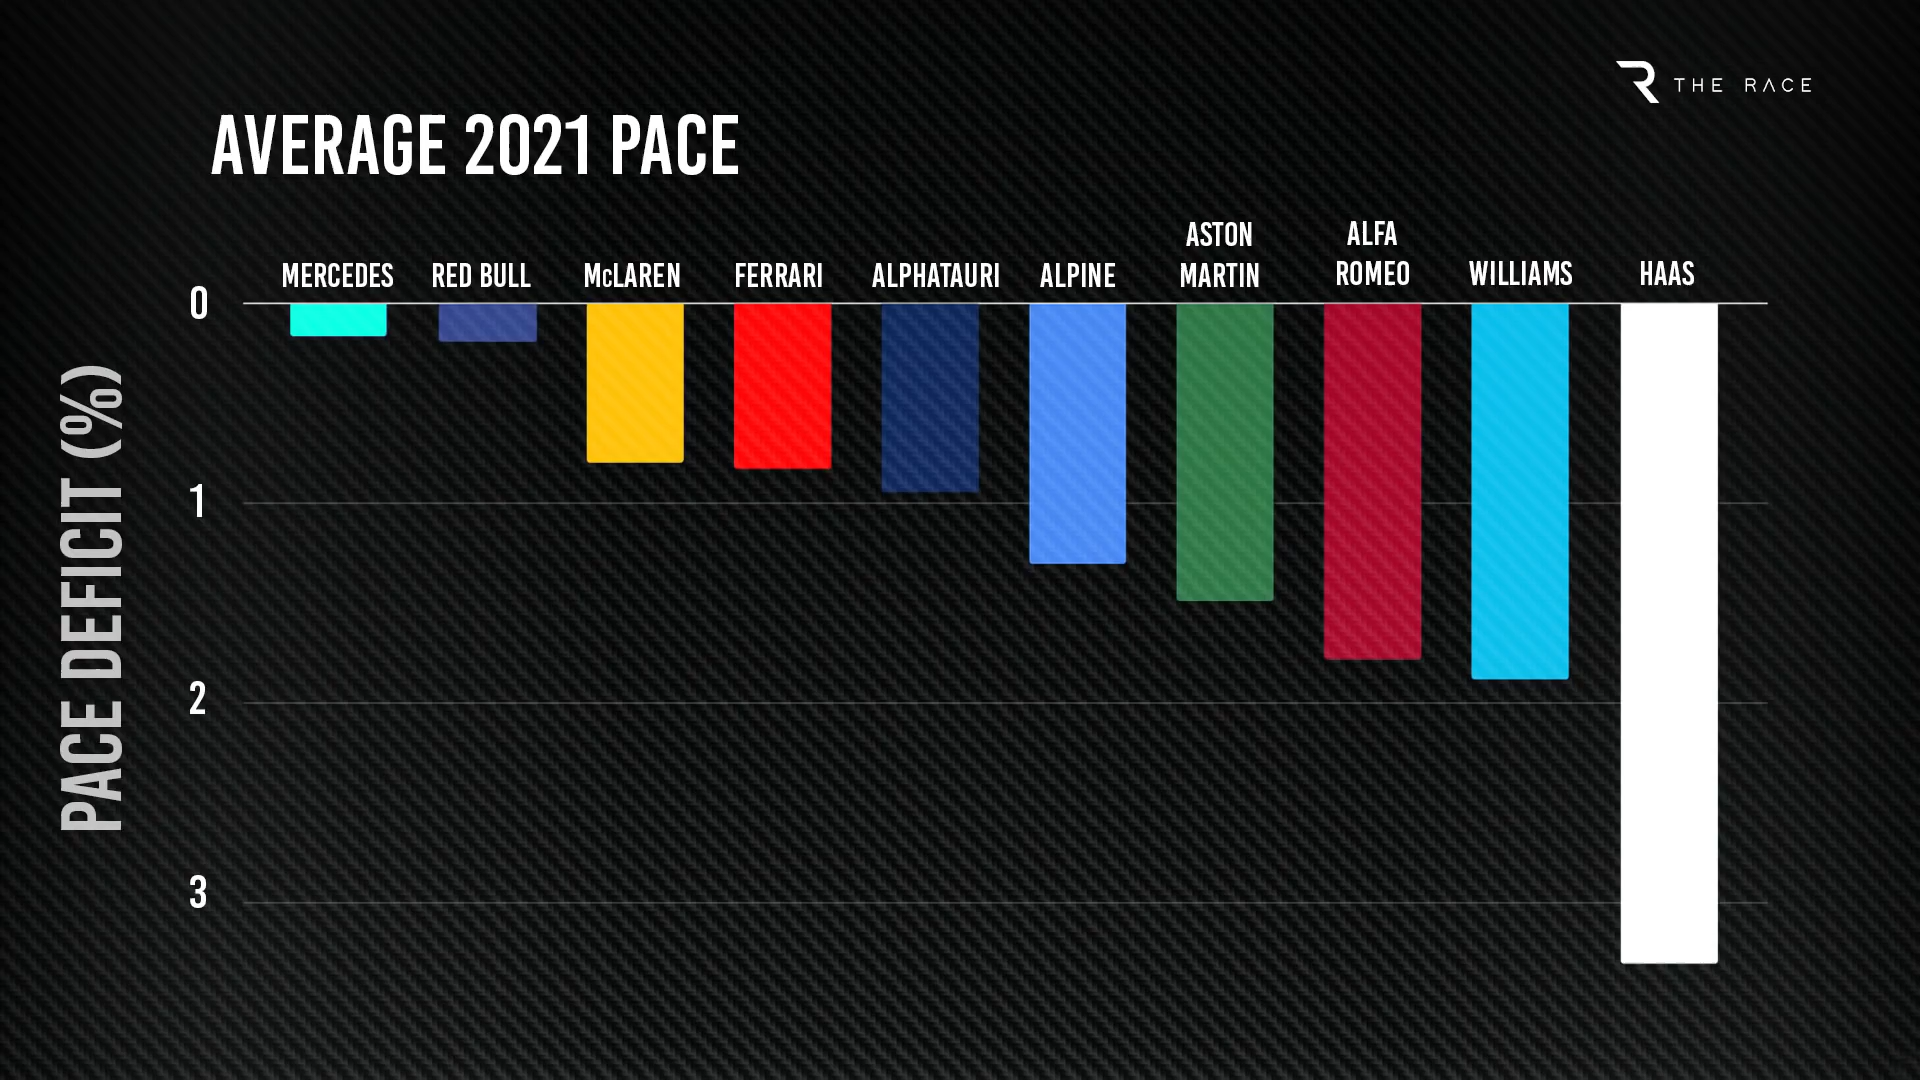 THE RACE
AVERAGE 2021 PACE
MERCEDES
RED BULL
McLAREN
FERRARI
ALPHATAURI
ALPINE
ASTON
MARTIN
ALFA
ROMEO
WILLIAMS
HAAS
PACE DEFICIT (%)
0
1
2
3